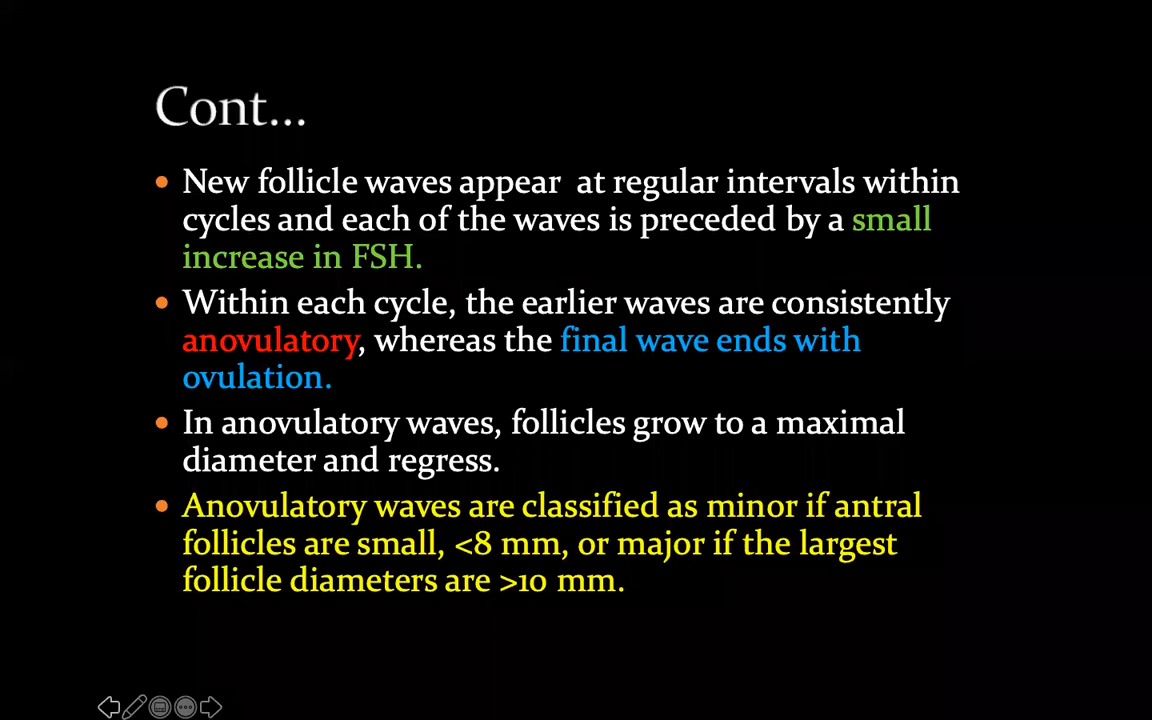 Cont...
• New follicle waves appear  at regular intervals within
cycles and each of the waves is preceded by a small
increase in FSH.
• Within each cycle, the earlier waves are consistently
anovulatory, whereas the final wave ends with
ovulation.
• In anovulatory waves, follicles grow to a maximal
diameter and regress.
• Anovulatory waves are classified as minor if antral
follicles are small, <8 mm, or major if the largest
follicle diameters are >10 mm.